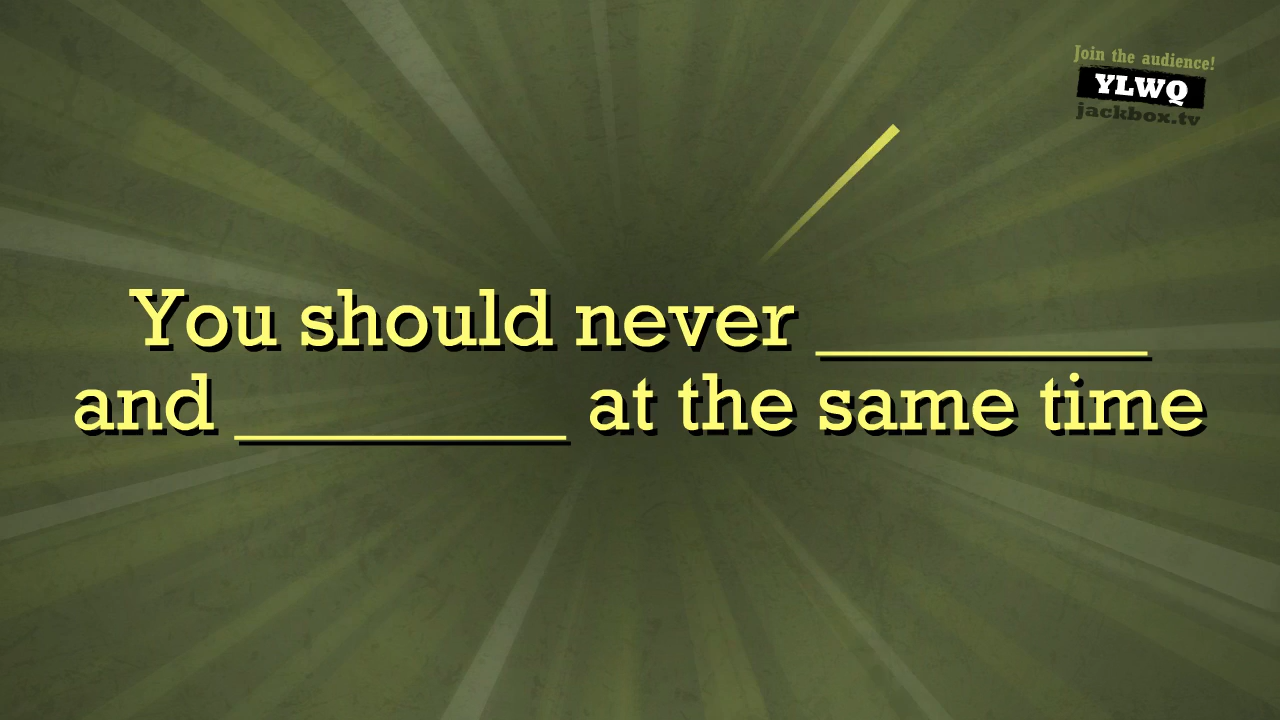 Join the audience!
YLWQ
jackbox.tv
You should never ________
and ________ at the same time